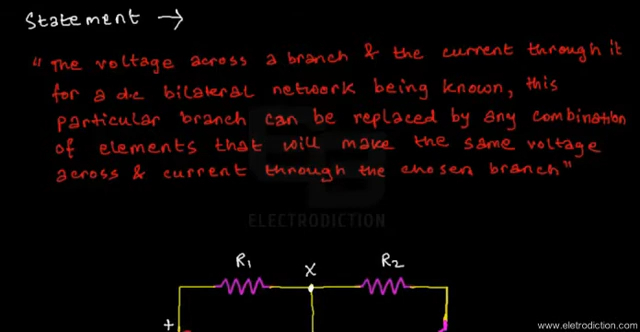 Statement →
" The voltage across a branch & the current through it
for a dc bilateral network being known, this
particular branch can be replaced by any combination
of elements that will make the same voltage
across & current through the chosen branch"
ELECTRODICTION
R1 X R2
+
www.eletrodiction.com